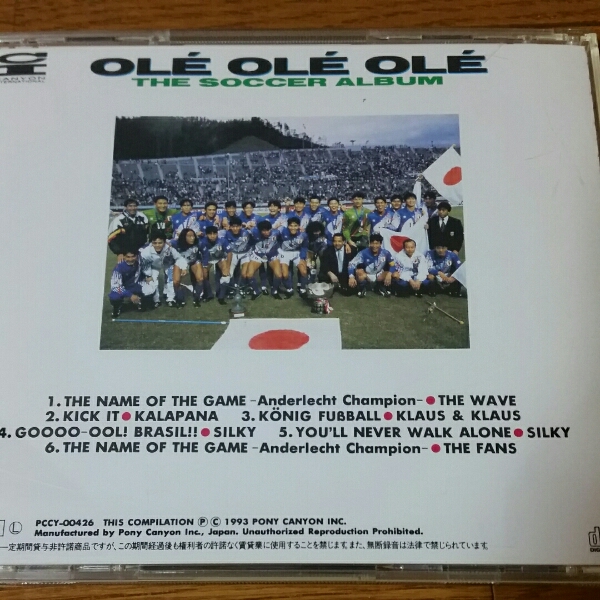 CANYON
INTERNATIONAL
OLÉ OLÉ OLÉ
THE SOCCER ALBUM
1. THE NAME OF THE GAME –Anderlecht Champion– ● THE WAVE
2. KICK IT ● KALAPANA 3. KÖNIG FUßBALL ● KLAUS & KLAUS
4. GOOOO-OOL! BRASIL!! ● SILKY 5. YOU'LL NEVER WALK ALONE ● SILKY
6. THE NAME OF THE GAME –Anderlecht Champion– ● THE FANS
Ⓛ PCCY-00426 THIS COMPILATION Ⓟ Ⓒ 1993 PONY CANYON INC.
Manufactured by Pony Canyon Inc., Japan. Unauthorized Reproduction Prohibited.
一定期間貸与非許諾商品ですが、この期間経過後も権利者の許諾なく賃貸業に使用することを禁じます。また、無断録音は法律で禁じられています。